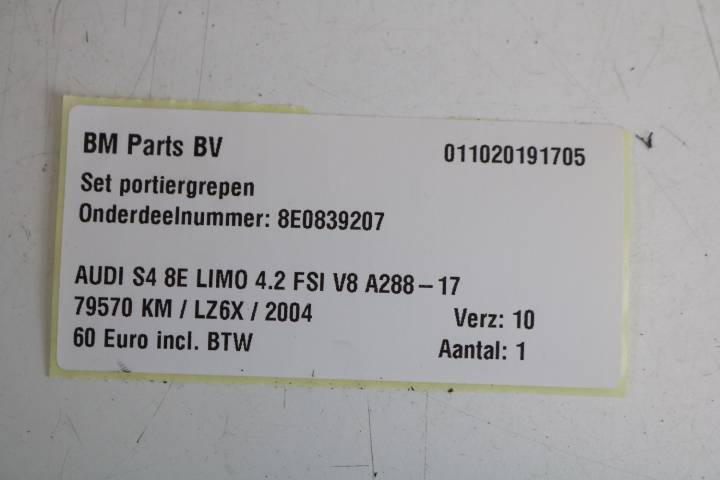 BM Parts BV 011020191705
Set portiergrepen
Onderdeelnummer: 8E0839207
AUDI S4 8E LIMO 4.2 FSI V8 A288-17
79570 KM / LZ6X / 2004 Verz: 10
60 Euro incl. BTW Aantal: 1